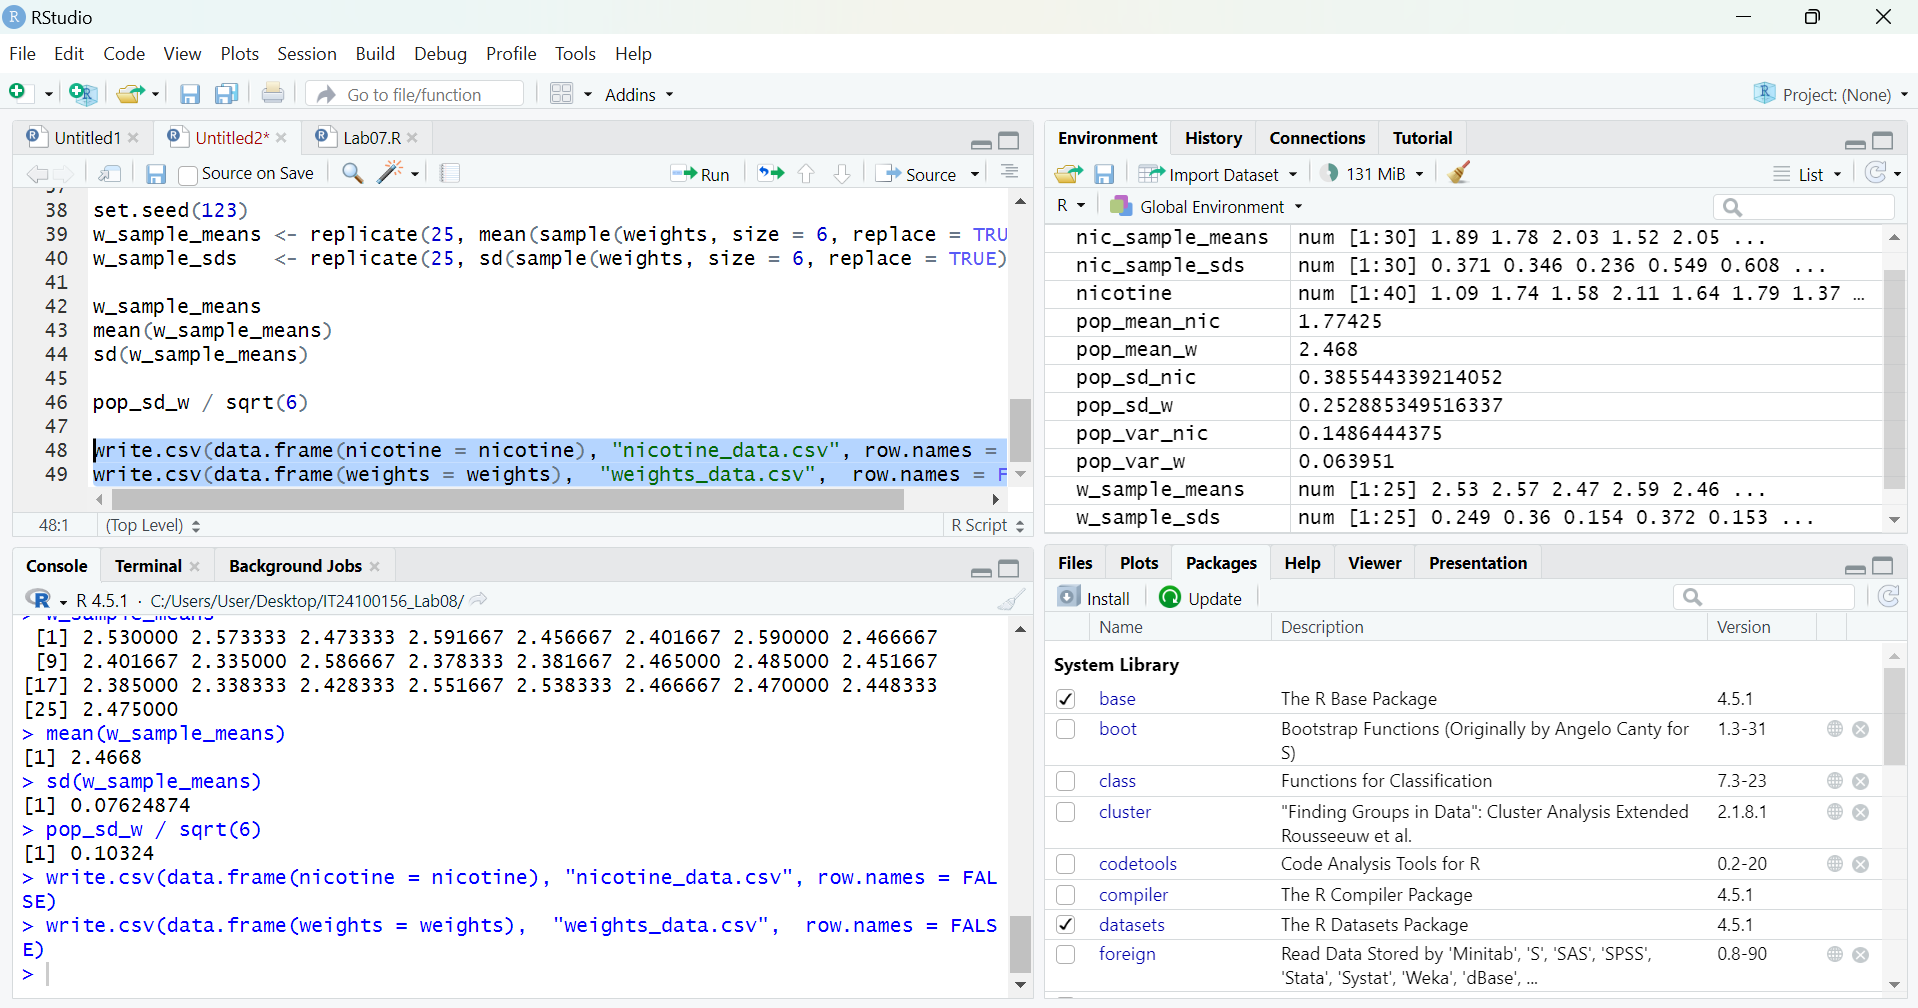 RStudio
File Edit Code View Plots Session Build Debug Profile Tools Help
Go to file/function Addins Project: (None)
Untitled1 Untitled2* Lab07.R
Source on Save Run Source
37
38 set.seed(123)
39 w_sample_means <- replicate(25, mean(sample(weights, size = 6, replace = TRU
40 w_sample_sds <- replicate(25, sd(sample(weights, size = 6, replace = TRUE)
41
42 w_sample_means
43 mean(w_sample_means)
44 sd(w_sample_means)
45
46 pop_sd_w / sqrt(6)
47
48 write.csv(data.frame(nicotine = nicotine), "nicotine_data.csv", row.names =
49 write.csv(data.frame(weights = weights), "weights_data.csv", row.names = F
48:1 (Top Level) R Script
Console Terminal Background Jobs
R 4.5.1 · C:/Users/User/Desktop/IT24100156_Lab08/
> w_sample_means
[1] 2.530000 2.573333 2.473333 2.591667 2.456667 2.401667 2.590000 2.466667
[9] 2.401667 2.335000 2.586667 2.378333 2.381667 2.465000 2.485000 2.451667
[17] 2.385000 2.338333 2.428333 2.551667 2.538333 2.466667 2.470000 2.448333
[25] 2.475000
> mean(w_sample_means)
[1] 2.4668
> sd(w_sample_means)
[1] 0.07624874
> pop_sd_w / sqrt(6)
[1] 0.10324
> write.csv(data.frame(nicotine = nicotine), "nicotine_data.csv", row.names = FAL
SE)
> write.csv(data.frame(weights = weights), "weights_data.csv", row.names = FALS
E)
>
Environment History Connections Tutorial
Import Dataset 131 MiB List
R Global Environment
nic_sample_means num [1:30] 1.89 1.78 2.03 1.52 2.05 ...
nic_sample_sds num [1:30] 0.371 0.346 0.236 0.549 0.608 ...
nicotine num [1:40] 1.09 1.74 1.58 2.11 1.64 1.79 1.37 …
pop_mean_nic 1.77425
pop_mean_w 2.468
pop_sd_nic 0.385544339214052
pop_sd_w 0.252885349516337
pop_var_nic 0.1486444375
pop_var_w 0.063951
w_sample_means num [1:25] 2.53 2.57 2.47 2.59 2.46 ...
w_sample_sds num [1:25] 0.249 0.36 0.154 0.372 0.153 ...
Files Plots Packages Help Viewer Presentation
Install Update
Name Description Version
System Library
base The R Base Package 4.5.1
boot Bootstrap Functions (Originally by Angelo Canty for 1.3-31
S)
class Functions for Classification 7.3-23
cluster "Finding Groups in Data": Cluster Analysis Extended 2.1.8.1
Rousseeuw et al.
codetools Code Analysis Tools for R 0.2-20
compiler The R Compiler Package 4.5.1
datasets The R Datasets Package 4.5.1
foreign Read Data Stored by 'Minitab', 'S', 'SAS', 'SPSS', 0.8-90
'Stata', 'Systat', 'Weka', 'dBase', ...